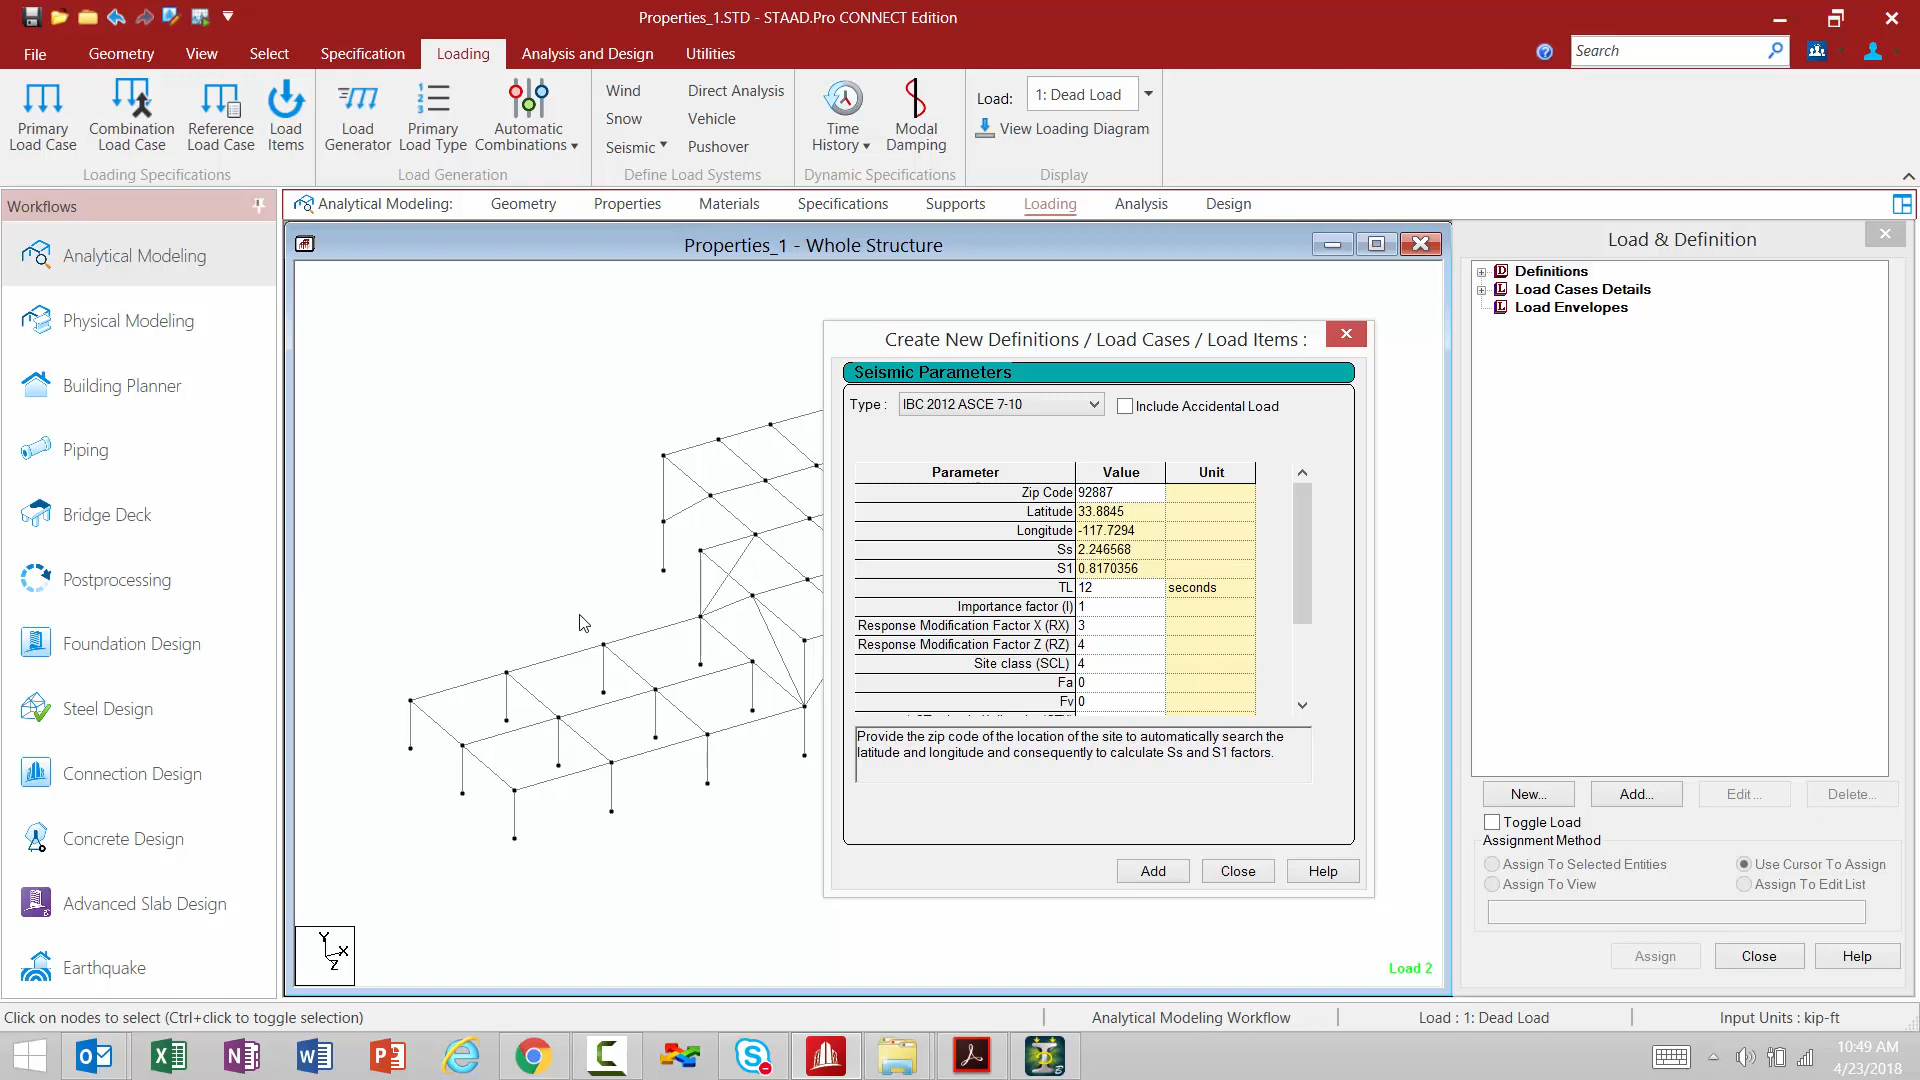 Properties_1.STD - STAAD.Pro CONNECT Edition
File Geometry View Select Specification Loading Analysis and Design Utilities Search
Primary Load Case
Combination Load Case
Reference Load Case
Load Items
Loading Specifications
Load Generator
Primary Load Type
Automatic Combinations
Load Generation
Wind
Snow
Seismic
Direct Analysis
Vehicle
Pushover
Define Load Systems
Time History
Modal Damping
Dynamic Specifications
Load: 1: Dead Load
View Loading Diagram
Display
Workflows
Analytical Modeling
Physical Modeling
Building Planner
Piping
Bridge Deck
Postprocessing
Foundation Design
Steel Design
Connection Design
Concrete Design
Advanced Slab Design
Earthquake
Analytical Modeling: Geometry Properties Materials Specifications Supports Loading Analysis Design
Properties_1 - Whole Structure
Create New Definitions / Load Cases / Load Items :
Seismic Parameters
Type : IBC 2012 ASCE 7-10 Include Accidental Load
Parameter Value Unit
Zip Code 92887
Latitude 33.8845
Longitude -117.7294
Ss 2.246568
S1 0.8170356
TL 12 seconds
Importance factor (I) 1
Response Modification Factor X (RX) 3
Response Modification Factor Z (RZ) 4
Site class (SCL) 4
Fa 0
Fv 0
Provide the zip code of the location of the site to automatically search the
latitude and longitude and consequently to calculate Ss and S1 factors.
Add Close Help
Y
X
Z
Load 2
Load & Definition
D Definitions
L Load Cases Details
L Load Envelopes
New... Add... Edit... Delete...
Toggle Load
Assignment Method
Assign To Selected Entities Use Cursor To Assign
Assign To View Assign To Edit List
Assign Close Help
Click on nodes to select (Ctrl+click to toggle selection) Analytical Modeling Workflow Load : 1: Dead Load Input Units : kip-ft
10:49 AM
4/23/2018